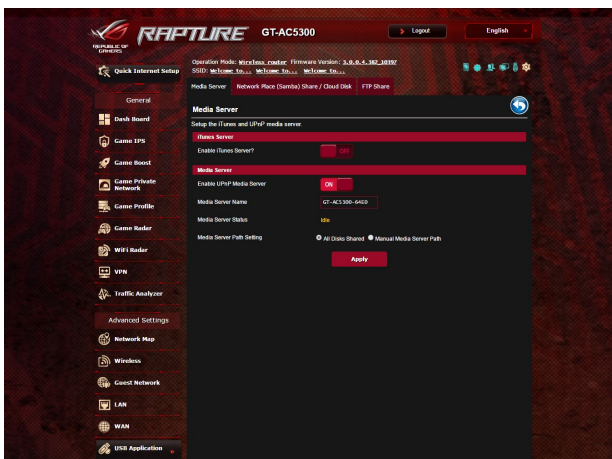 REPUBLIC OF
GAMERS
RAPTURE GT-AC5300
Logout
English
Operation Mode: Wireless router Firmware Version: 3.0.0.4.382_10397
SSID: Welcome to... Welcome to... Welcome to...
Quick Internet Setup
Media Server Network Place (Samba) Share / Cloud Disk FTP Share
General
Dash Board
Game IPS
Game Boost
Game Private
Network
Game Profile
Game Radar
WiFi Radar
VPN
Traffic Analyzer
Advanced Settings
Network Map
Wireless
Guest Network
LAN
WAN
USB Application
Media Server
Setup the iTunes and UPnP media server.
iTunes Server
Enable iTunes Server? OFF
Media Server
Enable UPnP Media Server ON
Media Server Name GT-AC5300-64E0
Media Server Status Idle
Media Server Path Setting All Disks Shared Manual Media Server Path
Apply